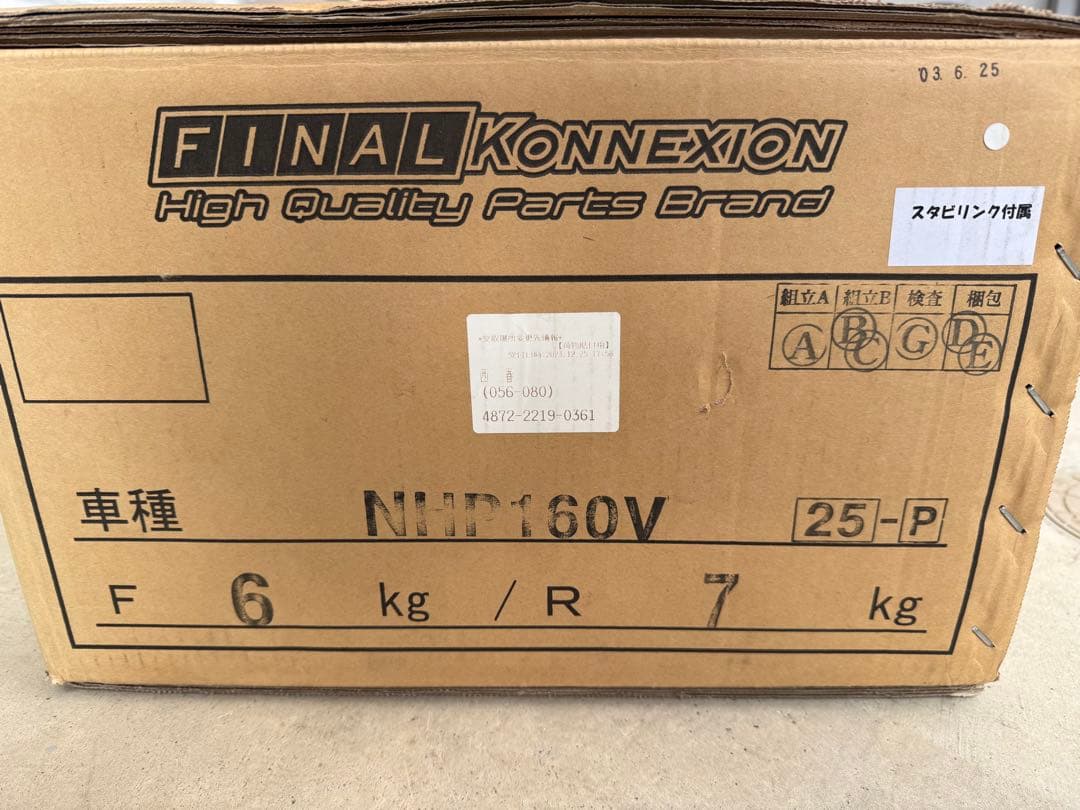 '03. 6. 25
FINAL KONNEXION
High Quality Parts Brand
スタビリンク付属
組立A 組立B 検査 梱包
A B C G D E
(056-080)
4872-2219-0361
車種 NHP160V 25-P
F 6 kg / R 7 kg